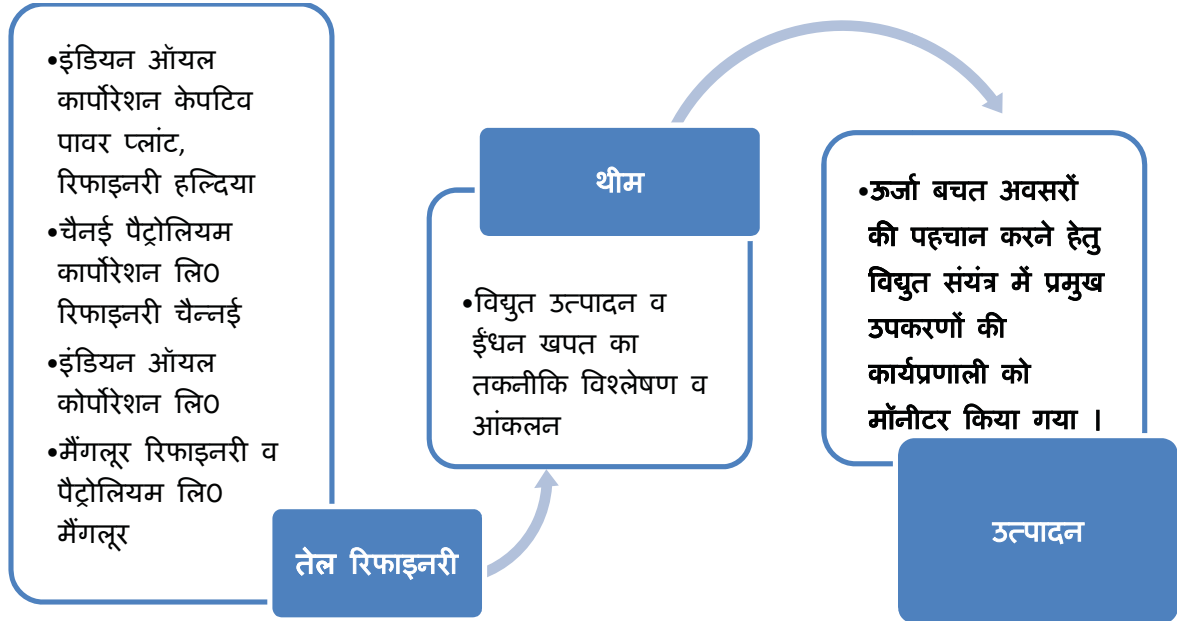 •इंडियन ऑयल
कार्पोरेशन केपटिव
पावर प्लांट,
रिफाइनरी हल्दिया
•चैनई पैट्रोलियम
कार्पोरेशन लि0
रिफाइनरी चैन्नई
•इंडियन ऑयल
कोर्पोरेशन लि0
•मैंगलूर रिफाइनरी व
पैट्रोलियम लि0
मैंगलूर
तेल रिफाइनरी
थीम
•विद्युत उत्पादन व
ईंधन खपत का
तकनीकि विश्लेषण व
आंकलन
•ऊर्जा बचत अवसरों
की पहचान करने हेतु
विद्युत संयंत्र में प्रमुख
उपकरणों की
कार्यप्रणाली को
मॉनीटर किया गया ।
उत्पादन